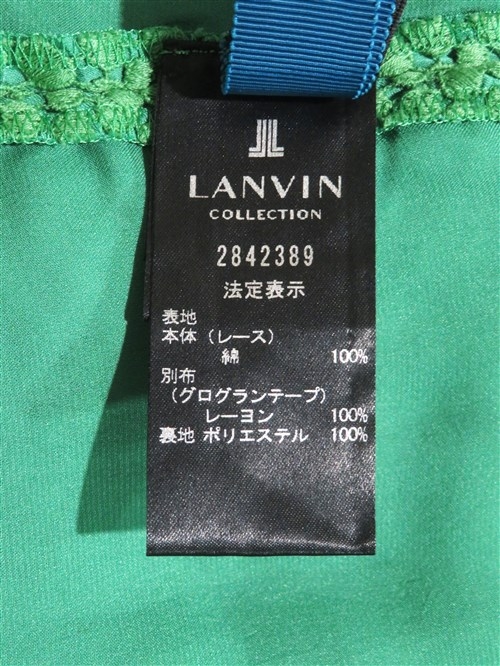 LANVIN
COLLECTION
2842389
法定表示
表地
本体（レース）
綿 100%
別布
（グログランテープ）
レーヨン 100%
裏地 ポリエステル 100%